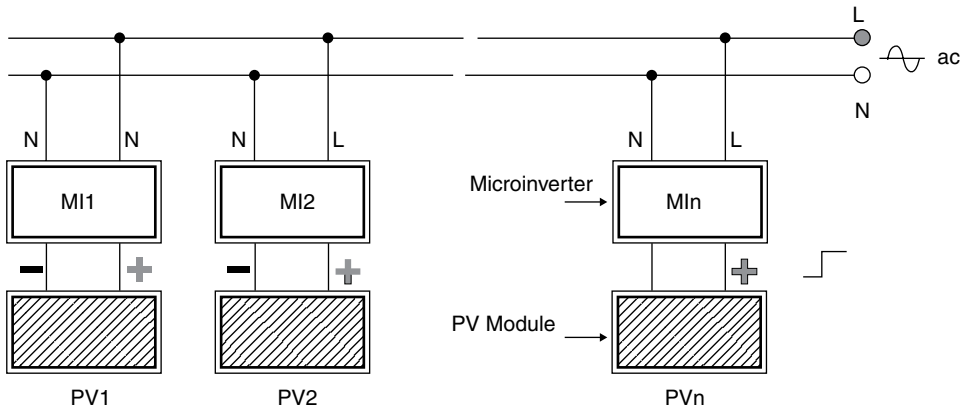 L
ac
N
N N
N L
N L
MI1
MI2
Microinverter
MIn
PV Module
PV1
PV2
PVn